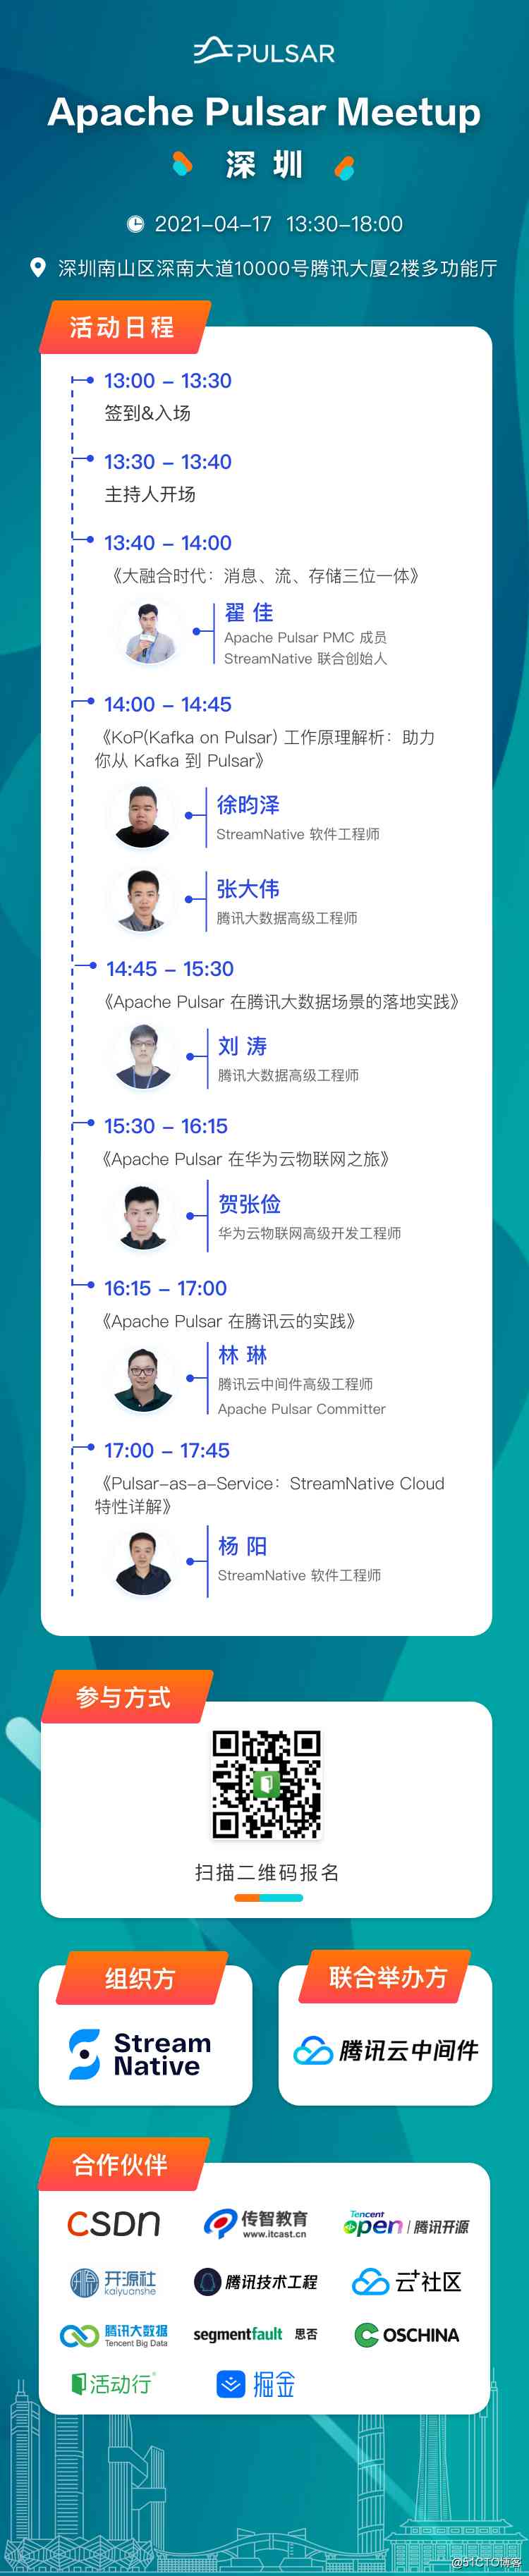 PULSAR
Apache Pulsar Meetup
深圳
2021-04-17 13:30-18:00
深圳南山区深南大道10000号腾讯大厦2楼多功能厅
活动日程
13:00 - 13:30
签到&入场
13:30 - 13:40
主持人开场
13:40 - 14:00
《大融合时代：消息、流、存储三位一体》
翟 佳
Apache Pulsar PMC 成员
StreamNative 联合创始人
14:00 - 14:45
《KoP(Kafka on Pulsar) 工作原理解析：助力
你从 Kafka 到 Pulsar》
徐昀泽
StreamNative 软件工程师
张大伟
腾讯大数据高级工程师
14:45 - 15:30
《Apache Pulsar 在腾讯大数据场景的落地实践》
刘 涛
腾讯大数据高级工程师
15:30 - 16:15
《Apache Pulsar 在华为云物联网之旅》
贺张俭
华为云物联网高级开发工程师
16:15 - 17:00
《Apache Pulsar 在腾讯云的实践》
林 琳
腾讯云中间件高级工程师
Apache Pulsar Committer
17:00 - 17:45
《Pulsar-as-a-Service：StreamNative Cloud
特性详解》
杨 阳
StreamNative 软件工程师
参与方式
扫描二维码报名
组织方
联合举办方
Stream
Native
腾讯云中间件
合作伙伴
CSDN
传智教育
www.itcast.cn
Tencent
open | 腾讯开源
开源社
kaiyuanshe
腾讯技术工程
云+社区
腾讯大数据
Tencent Big Data
segmentfault 思否
OSCHINA
活动行
掘金
@51CTO博客